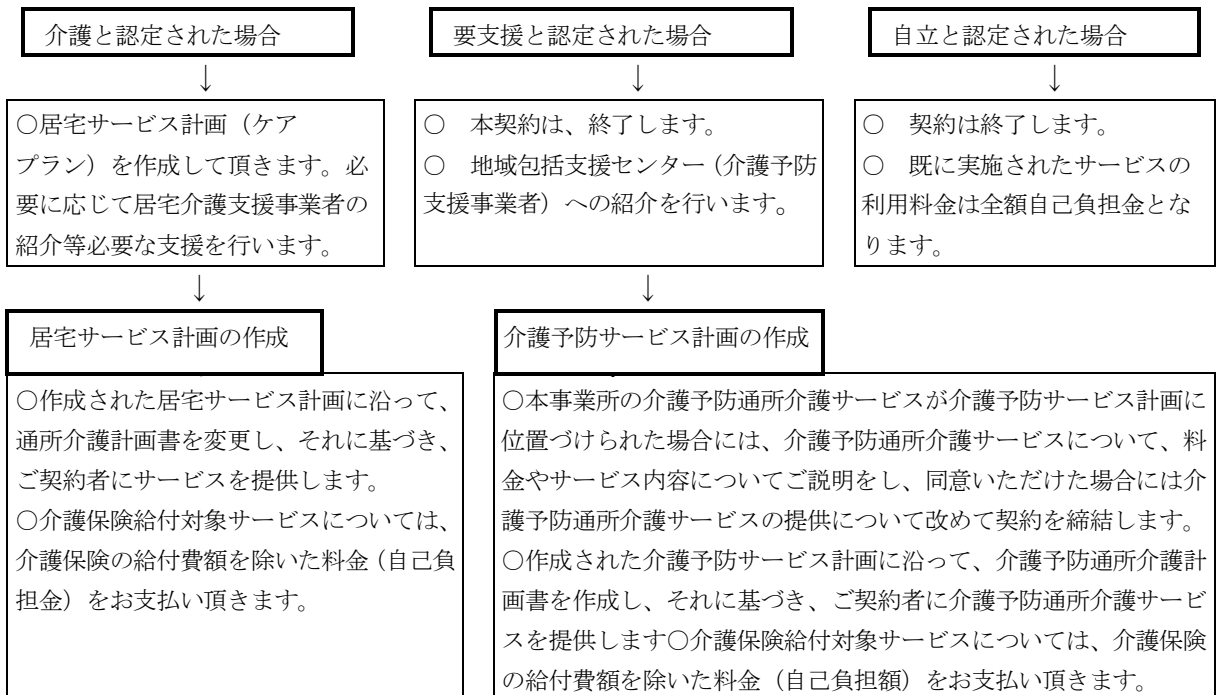 介護と認定された場合
要支援と認定された場合
自立と認定された場合
↓
↓
↓
○居宅サービス計画（ケア
プラン）を作成して頂きます。必
要に応じて居宅介護支援事業者の
紹介等必要な支援を行います。
○　本契約は、終了します。
○　地域包括支援センター（介護予防
支援事業者）への紹介を行います。
○　契約は終了します。
○　既に実施されたサービスの
利用料金は全額自己負担金とな
ります。
↓
↓
居宅サービス計画の作成
介護予防サービス計画の作成
○作成された居宅サービス計画に沿って、
通所介護計画書を変更し、それに基づき、
ご契約者にサービスを提供します。
○介護保険給付対象サービスについては、
介護保険の給付費額を除いた料金（自己負
担金）をお支払い頂きます。
○本事業所の介護予防通所介護サービスが介護予防サービス計画に
位置づけられた場合には、介護予防通所介護サービスについて、料
金やサービス内容についてご説明をし、同意いただけた場合には介
護予防通所介護サービスの提供について改めて契約を締結します。
○作成された介護予防サービス計画に沿って、介護予防通所介護計
画書を作成し、それに基づき、ご契約者に介護予防通所介護サービ
スを提供します○介護保険給付対象サービスについては、介護保険
の給付費額を除いた料金（自己負担額）をお支払い頂きます。